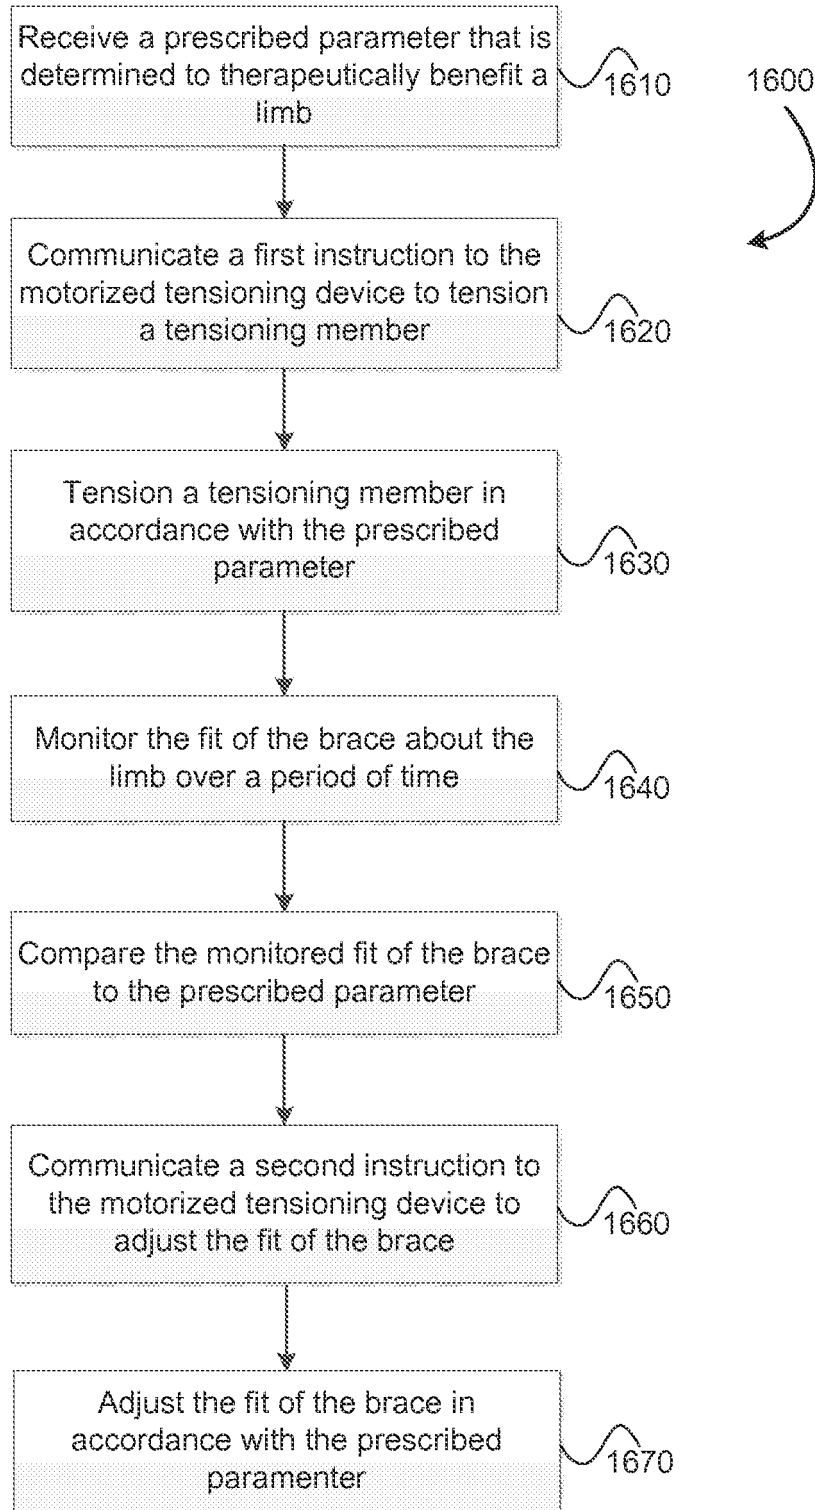 Receive a prescribed parameter that is
determined to therapeutically benefit a
limb
1610
1600
Communicate a first instruction to the
motorized tensioning device to tension
a tensioning member
1620
Tension a tensioning member in
accordance with the prescribed
parameter
1630
Monitor the fit of the brace about the
limb over a period of time
1640
Compare the monitored fit of the brace
to the prescribed parameter
1650
Communicate a second instruction to
the motorized tensioning device to
adjust the fit of the brace
1660
Adjust the fit of the brace in
accordance with the prescribed
paramenter
1670